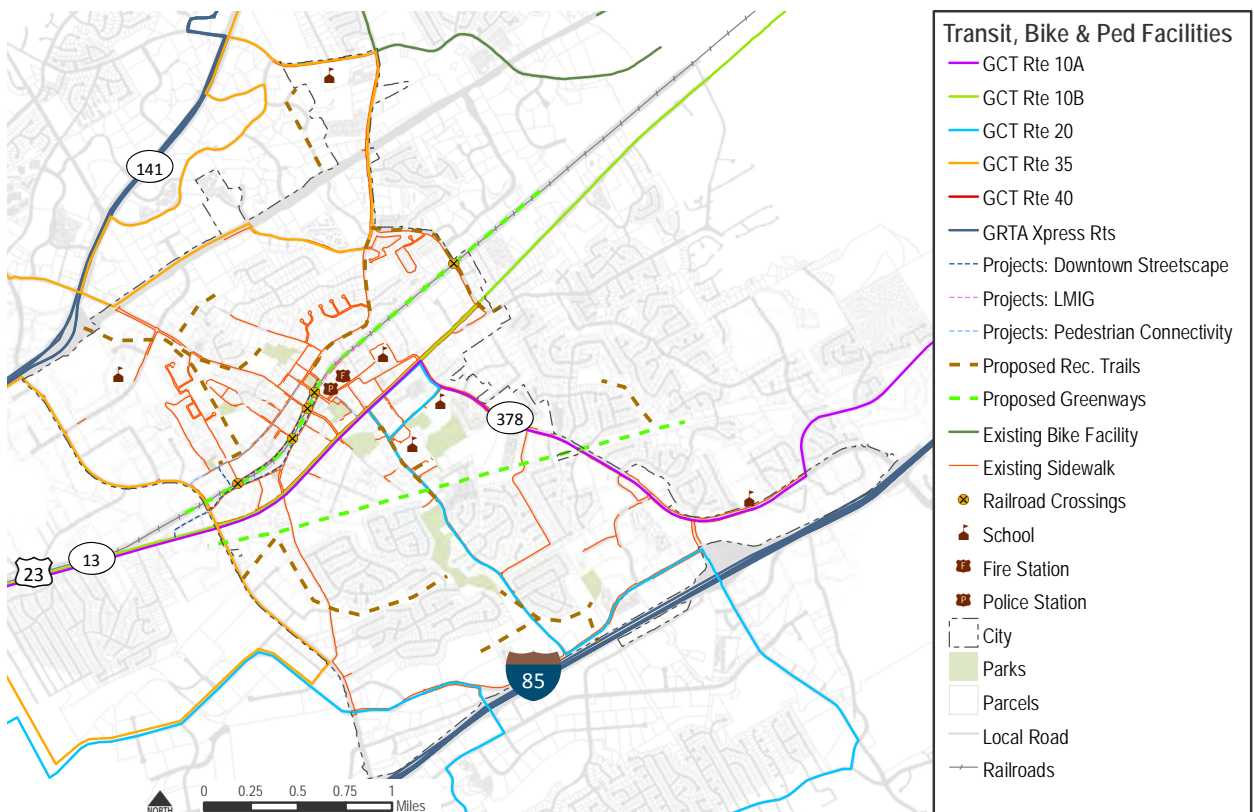 Transit, Bike & Ped Facilities
GCT Rte 10A
GCT Rte 10B
GCT Rte 20
GCT Rte 35
GCT Rte 40
GRTA Xpress Rts
Projects: Downtown Streetscape
Projects: LMIG
Projects: Pedestrian Connectivity
Proposed Rec. Trails
Proposed Greenways
Existing Bike Facility
Existing Sidewalk
Railroad Crossings
School
F Fire Station
P Police Station
City
Parks
Parcels
Local Road
Railroads
141
378
F
P
13
23
85
0 0.25 0.5 0.75 1
Miles
NORTH